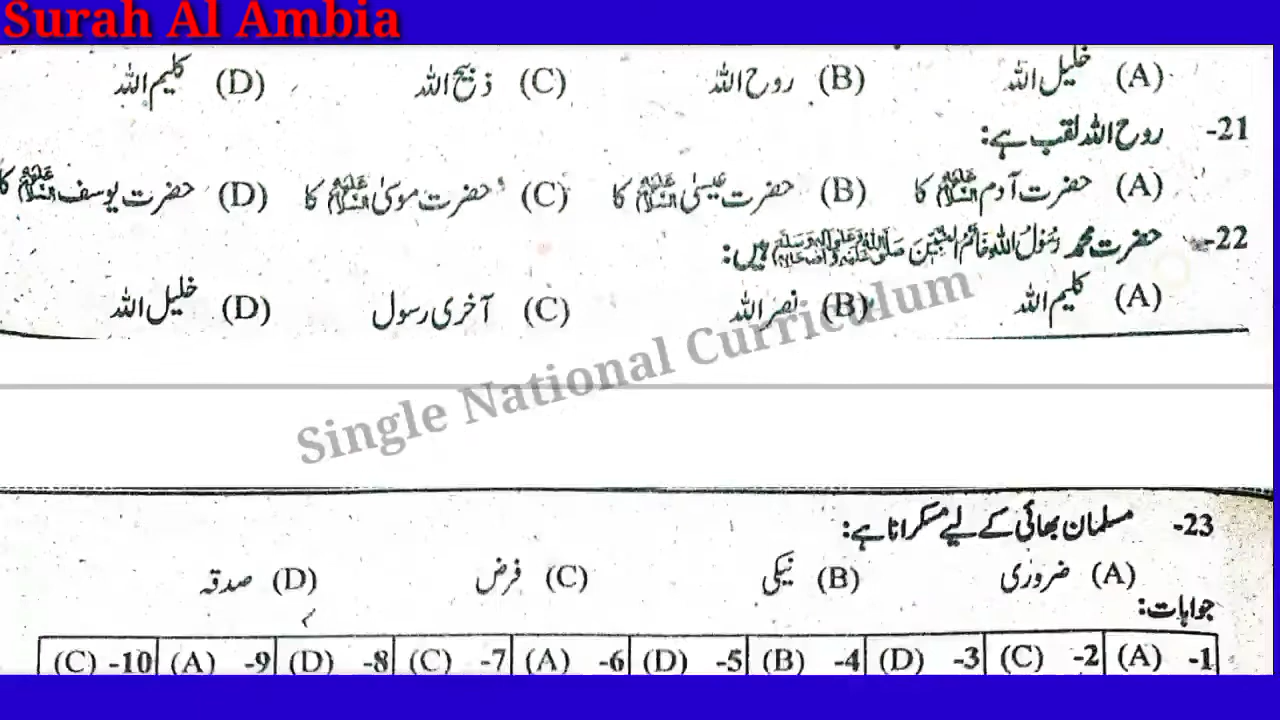 Surah Al Ambia
(A) خلیل اللہ (B) روح اللہ (C) ذبیح اللہ (D) کلیم اللہ
21- روح اللہ لقب ہے:
(A) حضرت آدم علیہ السلام کا (B) حضرت عیسیٰ علیہ السلام کا (C) حضرت موسیٰ علیہ السلام کا (D) حضرت یوسف علیہ السلام کا
22- حضرت محمد رسول اللہ خاتم النبیین صلی اللہ علیہ وعلی آلہ واصحابہ وسلم ہیں:
(A) کلیم اللہ (B) نصر اللہ (C) آخری رسول (D) خلیل اللہ
Single National Curriculum
23- مسلمان بھائی کے لیے مسکرانا ہے:
(A) ضروری (B) نیکی (C) فرض (D) صدقہ
جوابات:
1- (A) 2- (C) 3- (D) 4- (B) 5- (D) 6- (A) 7- (C) 8- (D) 9- (A) 10- (C)